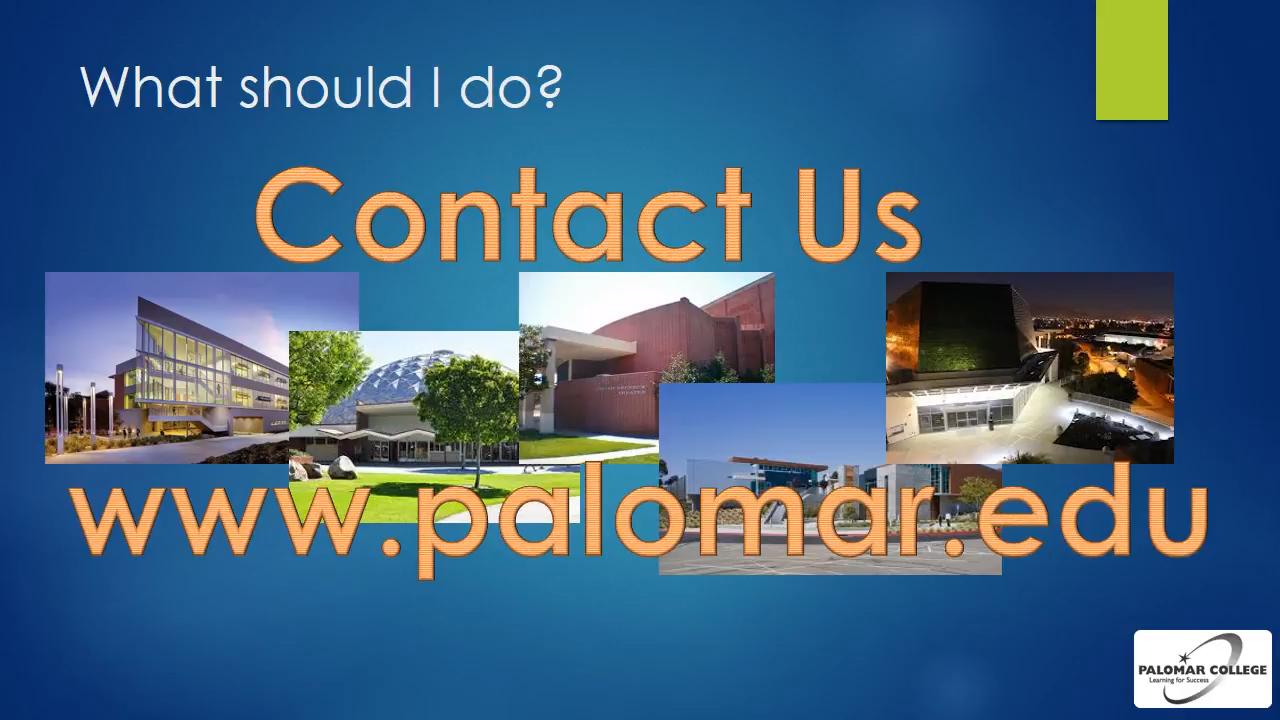 What should I do?
Contact Us
www.palomar.edu
PALOMAR COLLEGE
Learning for Success